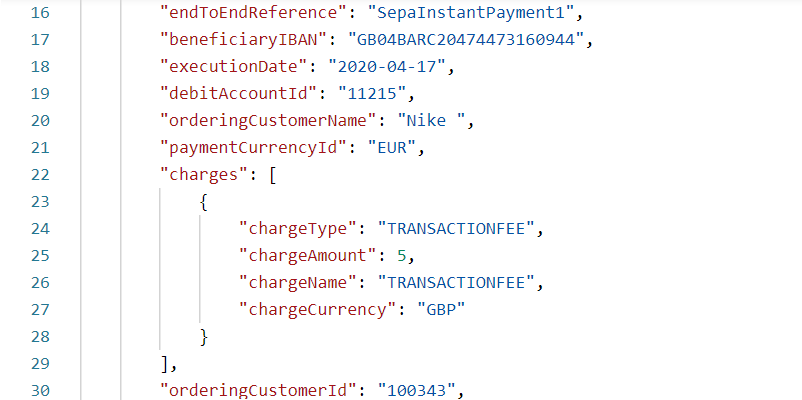 16 "endToEndReference": "SepaInstantPayment1",
17 "beneficiaryIBAN": "GB04BARC20474473160944",
18 "executionDate": "2020-04-17",
19 "debitAccountId": "11215",
20 "orderingCustomerName": "Nike ",
21 "paymentCurrencyId": "EUR",
22 "charges": [
23 {
24 "chargeType": "TRANSACTIONFEE",
25 "chargeAmount": 5,
26 "chargeName": "TRANSACTIONFEE",
27 "chargeCurrency": "GBP"
28 }
29 ],
30 "orderingCustomerId": "100343",